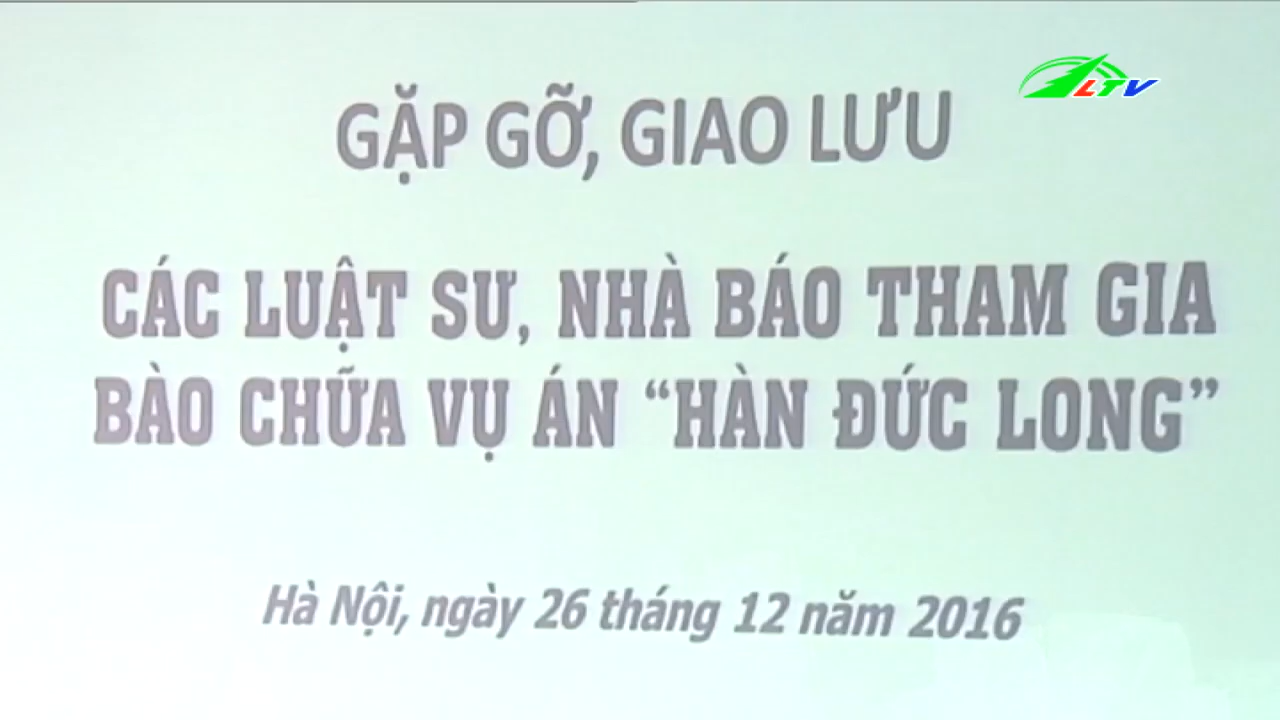 LTV
GẶP GỠ, GIAO LƯU
CÁC LUẬT SƯ, NHÀ BÁO THAM GIA
BÀO CHỮA VỤ ÁN “HÀN ĐỨC LONG”
Hà Nội, ngày 26 tháng 12 năm 2016